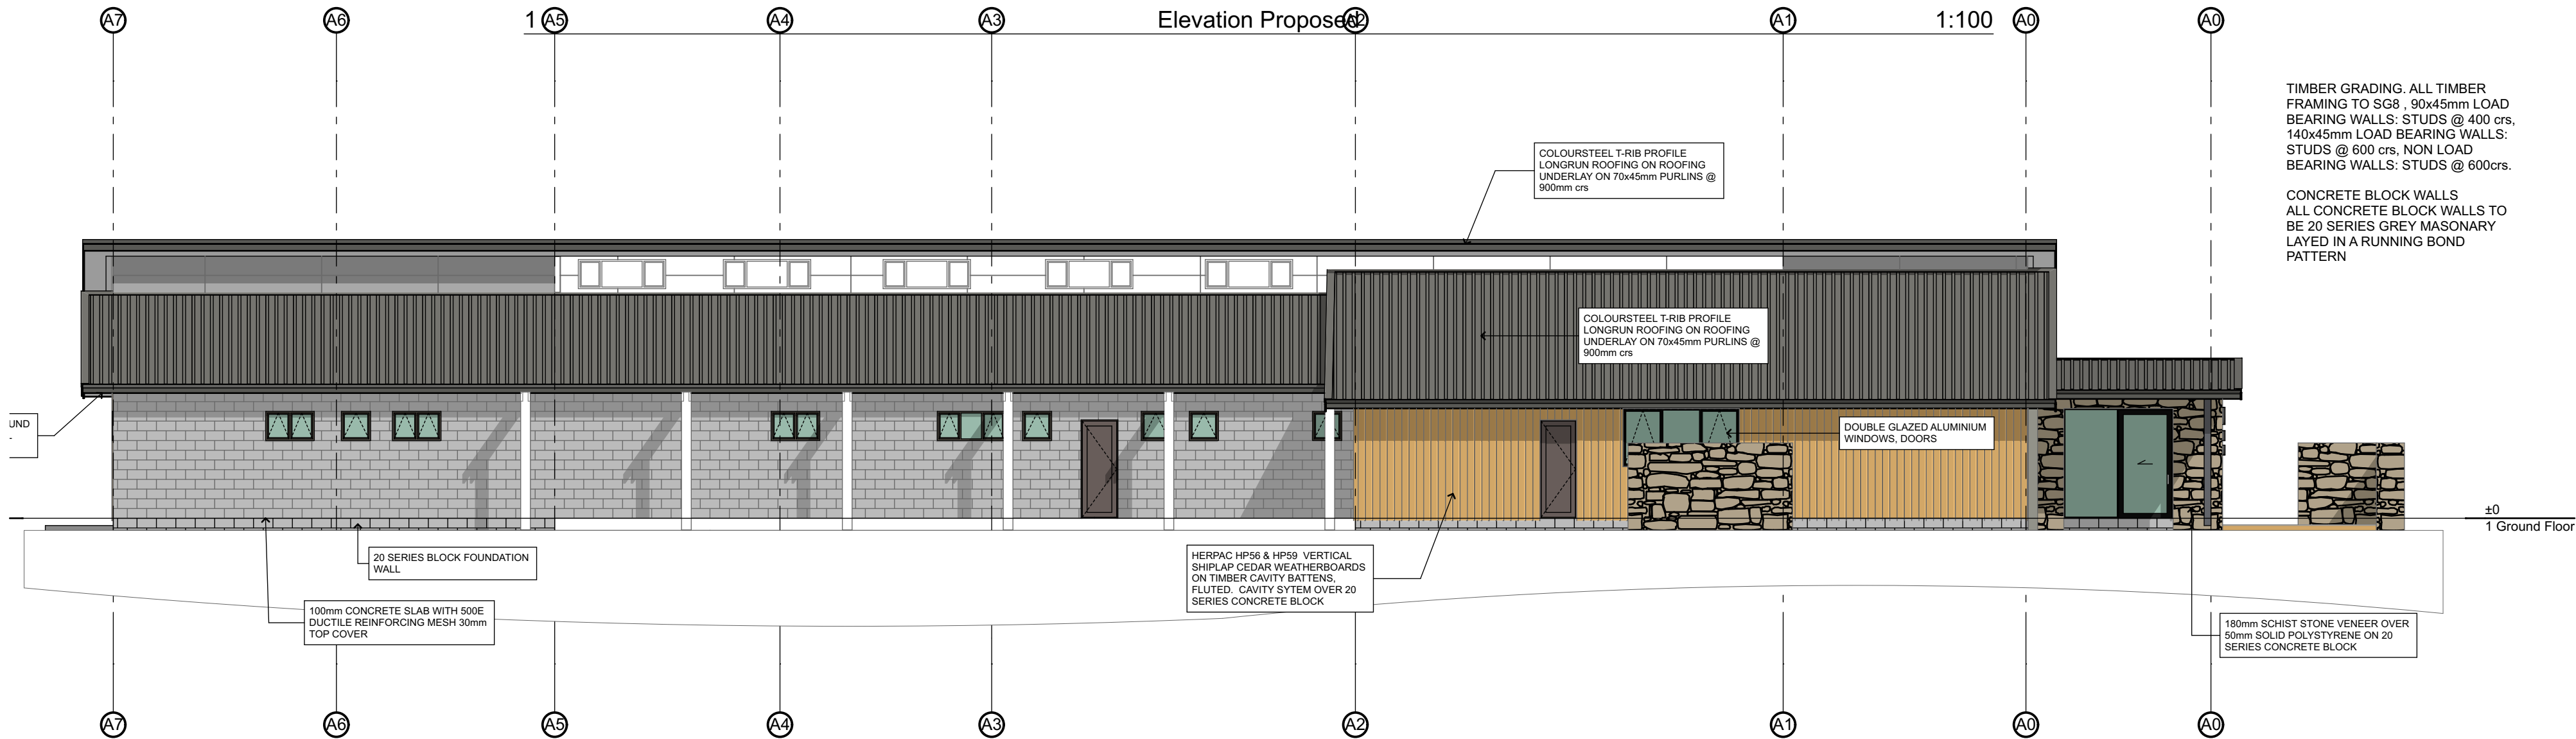 A7
A6
1
A5
A4
A3
Elevation Proposed
A2
A1
1:100
A0
A0
TIMBER GRADING. ALL TIMBER
FRAMING TO SG8 , 90x45mm LOAD
BEARING WALLS: STUDS @ 400 crs,
140x45mm LOAD BEARING WALLS:
STUDS @ 600 crs, NON LOAD
BEARING WALLS: STUDS @ 600crs.
CONCRETE BLOCK WALLS
ALL CONCRETE BLOCK WALLS TO
BE 20 SERIES GREY MASONARY
LAYED IN A RUNNING BOND
PATTERN
COLOURSTEEL T-RIB PROFILE
LONGRUN ROOFING ON ROOFING
UNDERLAY ON 70x45mm PURLINS @
900mm crs
COLOURSTEEL T-RIB PROFILE
LONGRUN ROOFING ON ROOFING
UNDERLAY ON 70x45mm PURLINS @
900mm crs
UND
-
DOUBLE GLAZED ALUMINIUM
WINDOWS, DOORS
±0
1 Ground Floor
20 SERIES BLOCK FOUNDATION
WALL
HERPAC HP56 & HP59 VERTICAL
SHIPLAP CEDAR WEATHERBOARDS
ON TIMBER CAVITY BATTENS,
FLUTED. CAVITY SYTEM OVER 20
SERIES CONCRETE BLOCK
100mm CONCRETE SLAB WITH 500E
DUCTILE REINFORCING MESH 30mm
TOP COVER
180mm SCHIST STONE VENEER OVER
50mm SOLID POLYSTYRENE ON 20
SERIES CONCRETE BLOCK
A7
A6
A5
A4
A3
A2
A1
A0
A0